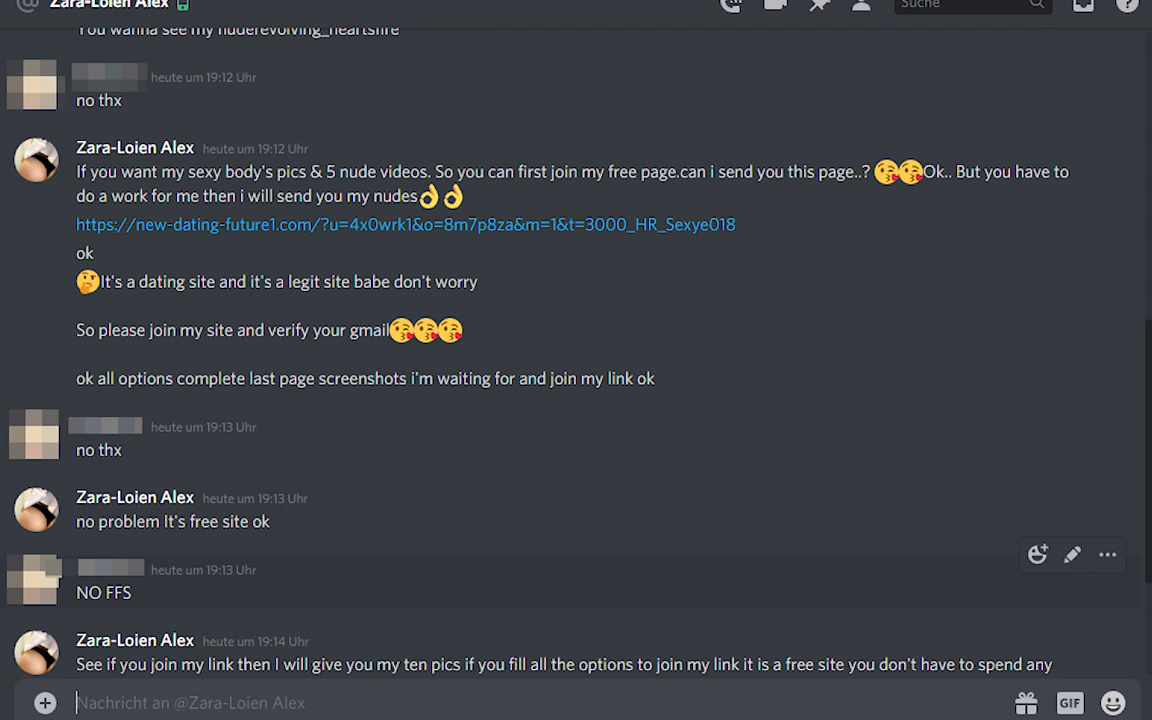 Zara-Loien Alex
Suche
You wanna see my nuderevolving_heartsfire
heute um 19:12 Uhr
no thx
Zara-Loien Alex heute um 19:12 Uhr
If you want my sexy body's pics & 5 nude videos. So you can first join my free page.can i send you this page..? 😘😘Ok.. But you have to
do a work for me then i will send you my nudes👌👌
https://new-dating-future1.com/?u=4x0wrk1&o=8m7p8za&m=1&t=3000_HR_Sexye018
ok
🤔It's a dating site and it's a legit site babe don't worry
So please join my site and verify your gmail😘😘😘
ok all options complete last page screenshots i'm waiting for and join my link ok
heute um 19:13 Uhr
no thx
Zara-Loien Alex heute um 19:13 Uhr
no problem It's free site ok
heute um 19:13 Uhr
NO FFS
Zara-Loien Alex heute um 19:14 Uhr
See if you join my link then I will give you my ten pics if you fill all the options to join my link it is a free site you don't have to spend any
Nachricht an @Zara-Loien Alex
GIF